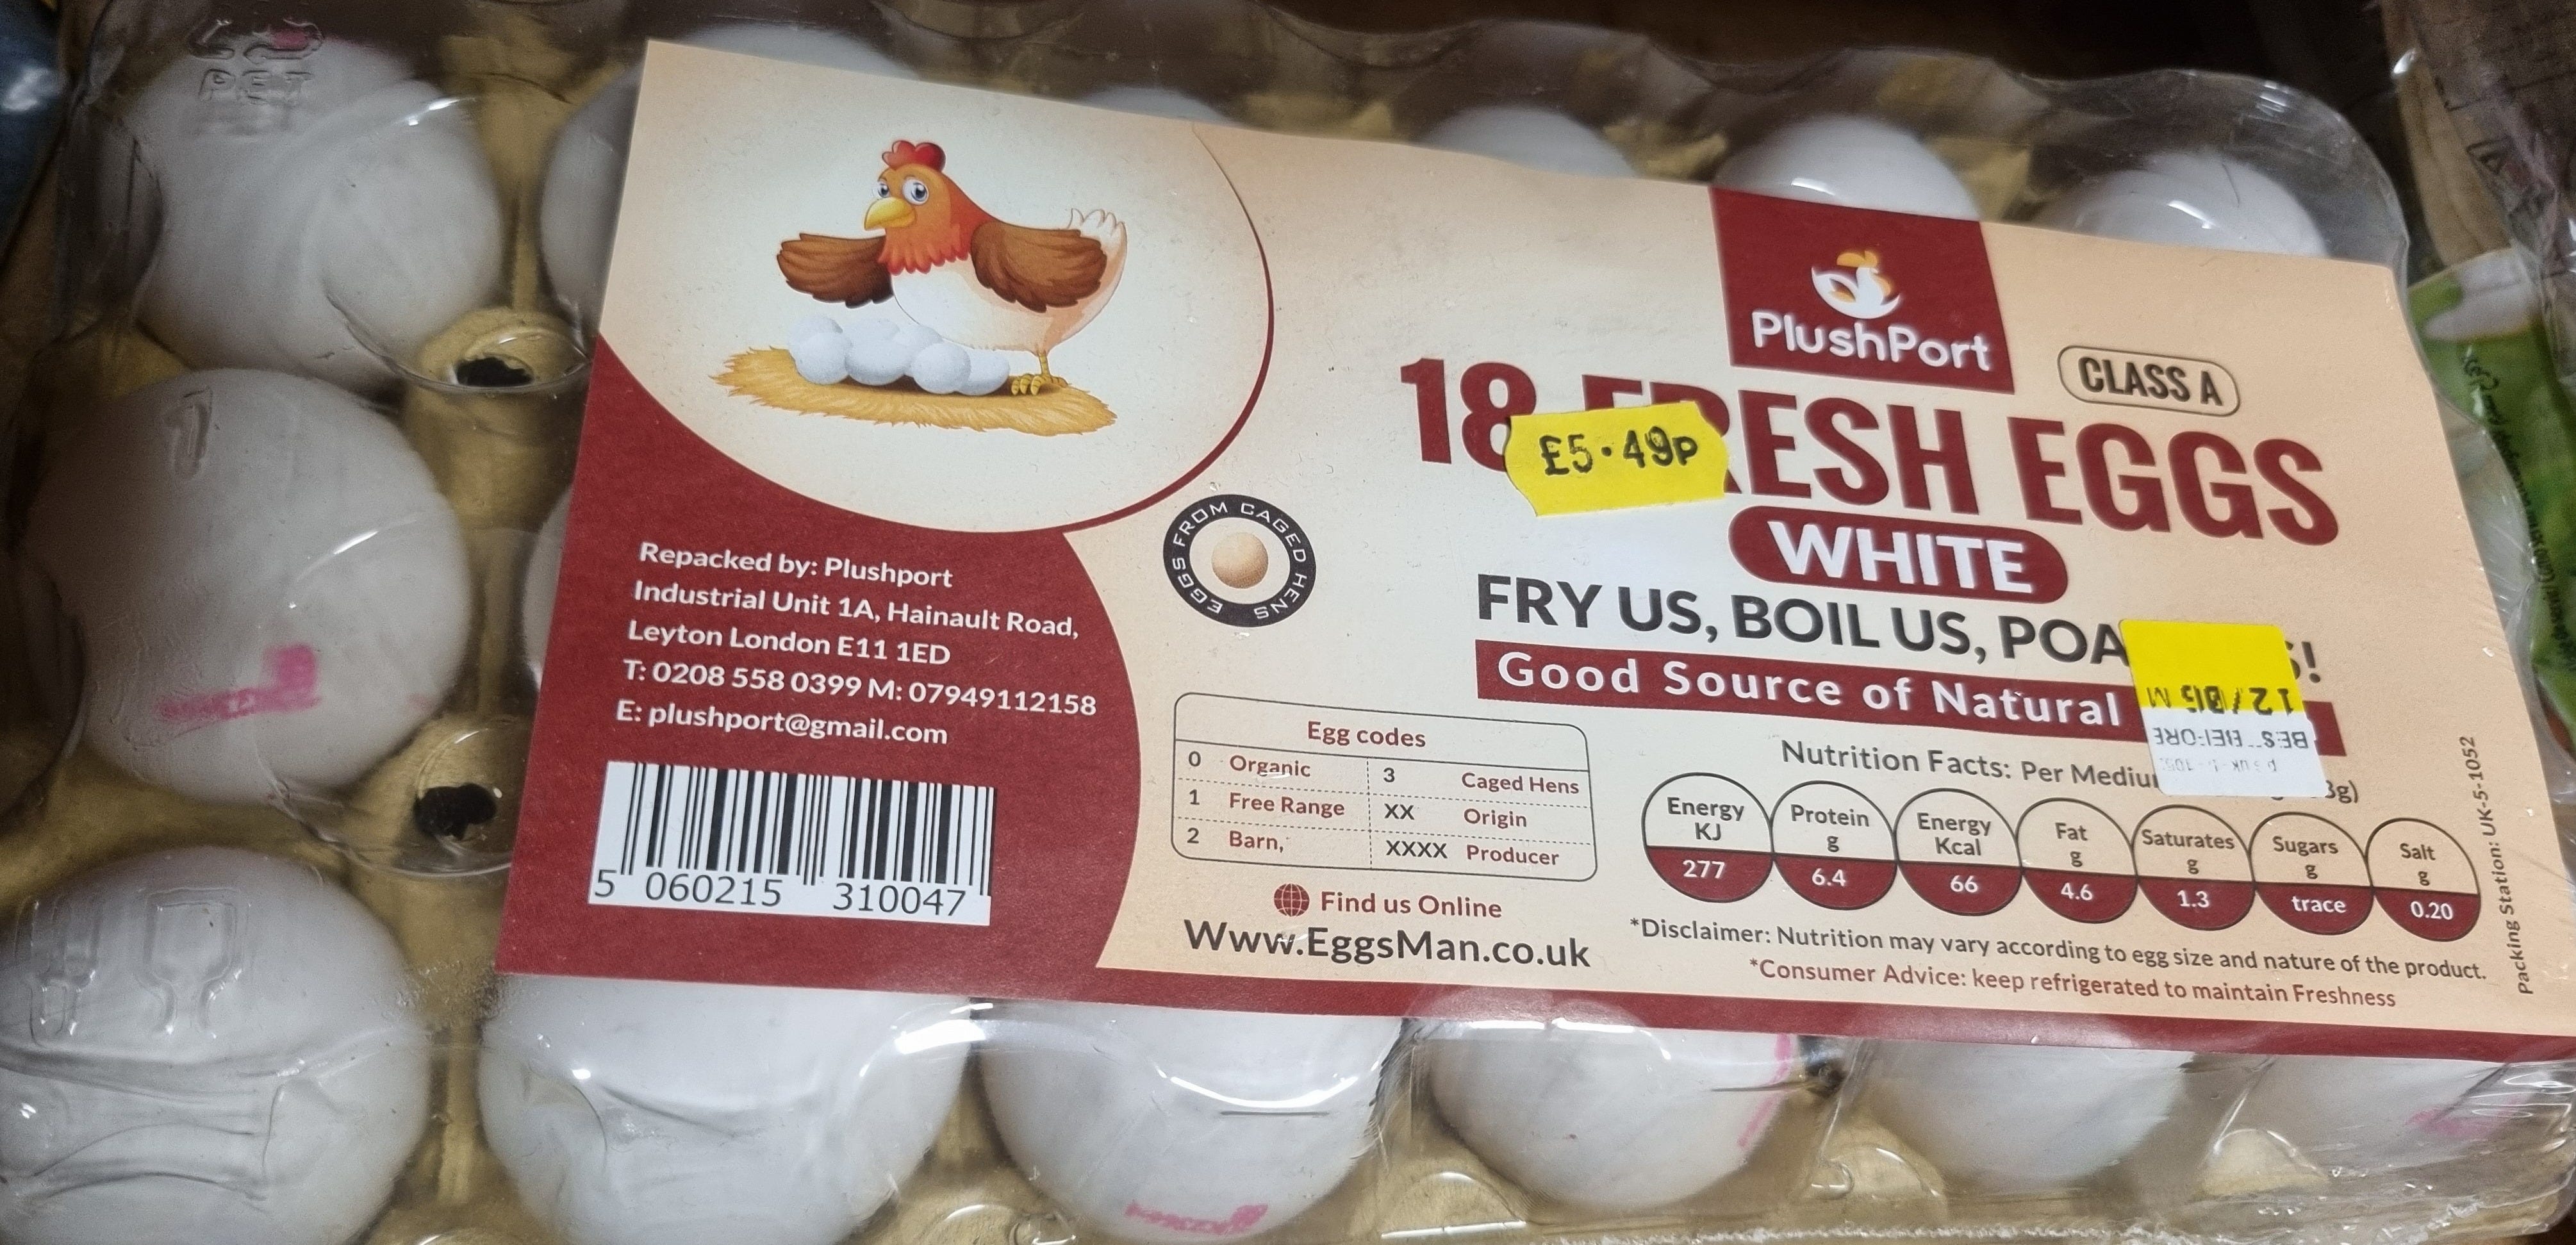 PET
1
PlushPort
CLASS A
18 FRESH EGGS
£5.49P
WHITE
FRY US, BOIL US, POA
S!
Good Source of Natural
EGGS FROM CAGED HENS
Repacked by: Plushport
Industrial Unit 1A, Hainault Road,
Leyton London E11 1ED
T: 0208 558 0399 M: 07949112158
E: plushport@gmail.com
5 060215 310047
Egg codes
0 Organic 3 Caged Hens
1 Free Range XX Origin
2 Barn, XXXX Producer
Find us Online
Www.EggsMan.co.uk
BEFORE
Nutrition Facts: Per
Energy KJ 277
Protein g 6.4
Energy Kcal 66
Fat g 4.6
Saturates g 1.3
Sugars g trace
Salt g 0.20
*Disclaimer: Nutrition may vary according to egg size and nature of the product.
*Consumer Advice: keep refrigerated to maintain Freshness
Packing Station: UK-5-1052